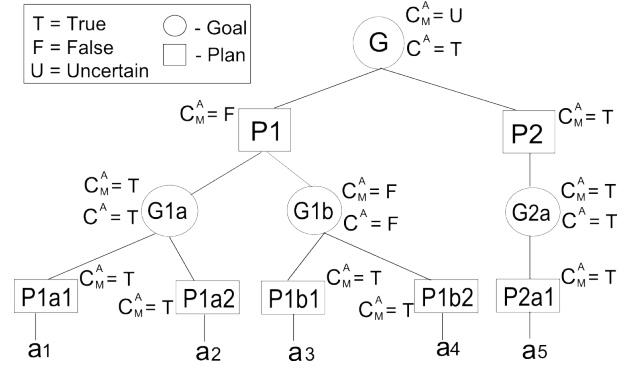 T = True
F = False
U = Uncertain
- Goal
- Plan
G
C^A_M = U
C^A = T
C^A_M = F
P1
P2
C^A_M = T
C^A_M = T
C^A = T
G1a
G1b
C^A_M = F
C^A = F
G2a
C^A_M = T
C^A = T
P1a1
C^A_M = T
C^A_M = T
P1a2
P1b1
C^A_M = T
C^A_M = T
P1b2
P2a1
C^A_M = T
a1
a2
a3
a4
a5